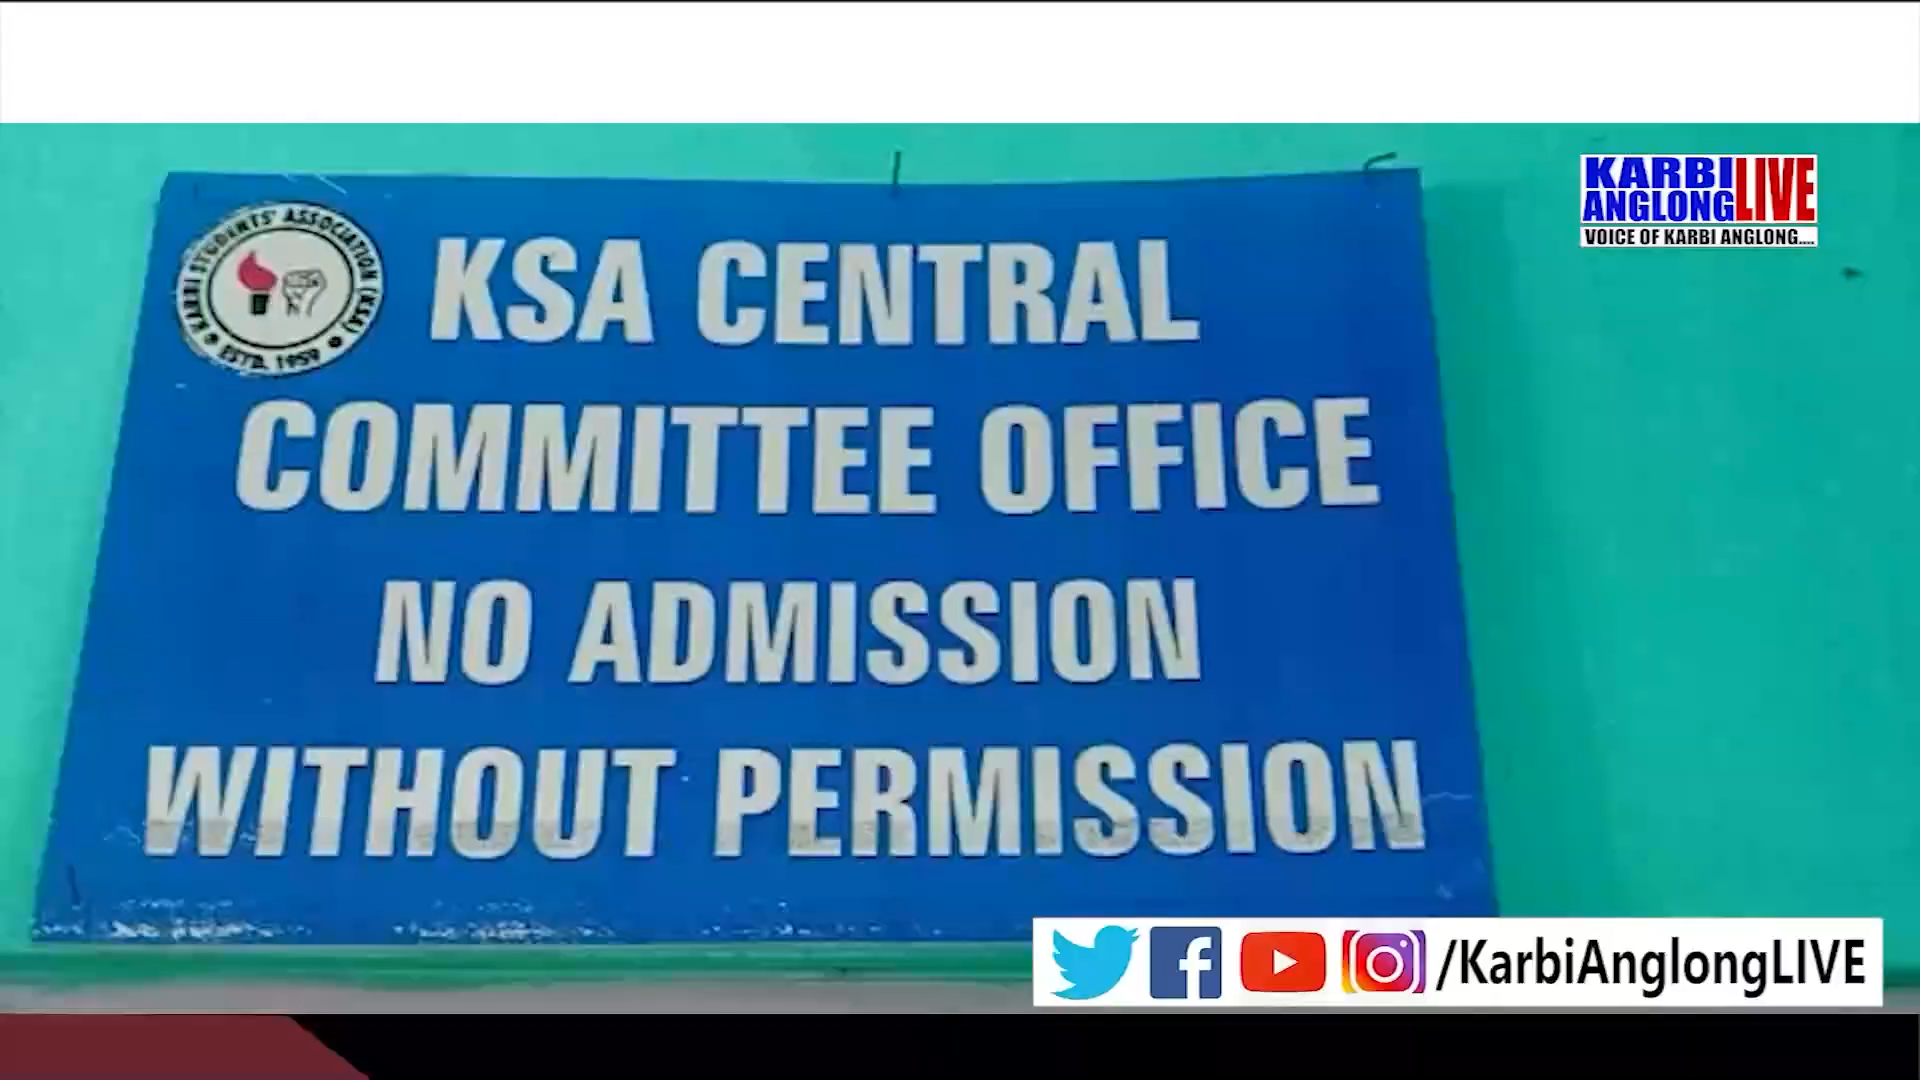 KARBI STUDENTS' ASSOCIATION (KSA)
ESTD. 1959
KSA CENTRAL
COMMITTEE OFFICE
NO ADMISSION
WITHOUT PERMISSION
KARBI
ANGLONG LIVE
VOICE OF KARBI ANGLONG....
/KarbiAnglongLIVE